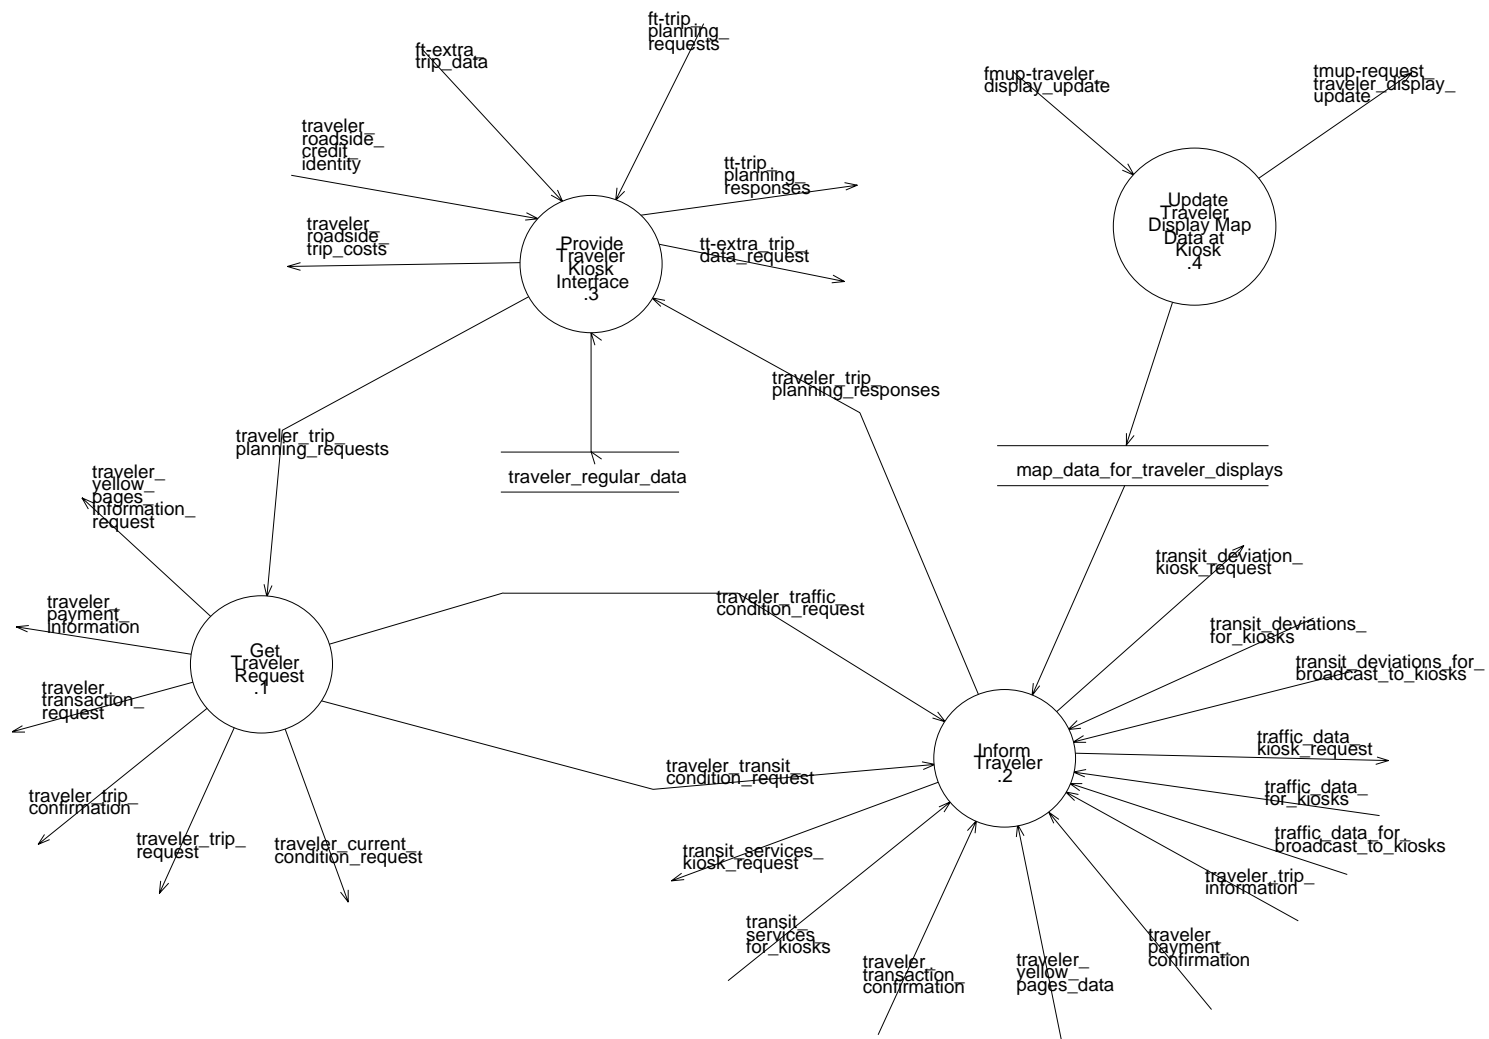 ft-trip_
planning_
requests
ft-extra_
trip_data
fmup-traveler_
display_update
tmup-request_
traveler_display_
update
traveler_
roadside_
credit_
identity
tt-trip_
planning_
responses
traveler_
roadside_
trip_costs
Provide
Traveler
Kiosk
Interface
.3
tt-extra_trip_
data_request
Update
Traveler
Display Map
Data at
Kiosk
.4
traveler_trip_
planning_responses
traveler_trip_
planning_requests
traveler_regular_data
map_data_for_traveler_displays
traveler_
yellow_
pages_
information_
request
transit_deviation_
kiosk_request
traveler_
payment_
information
traveler_traffic_
condition_request
transit_deviations_
for_kiosks
Get
Traveler
Request
.1
transit_deviations_for_
broadcast_to_kiosks
traveler_
transaction_
request
traffic_data_
kiosk_request
Inform
Traveler
.2
traveler_transit_
condition_request
traffic_data_
for_kiosks
traveler_trip_
confirmation
traffic_data_for_
broadcast_to_kiosks
traveler_trip_
request
traveler_current_
condition_request
transit_services_
kiosk_request
traveler_trip_
information
transit_
services_
for_kiosks
traveler_
payment_
confirmation
traveler_
transaction_
confirmation
traveler_
yellow_
pages_data